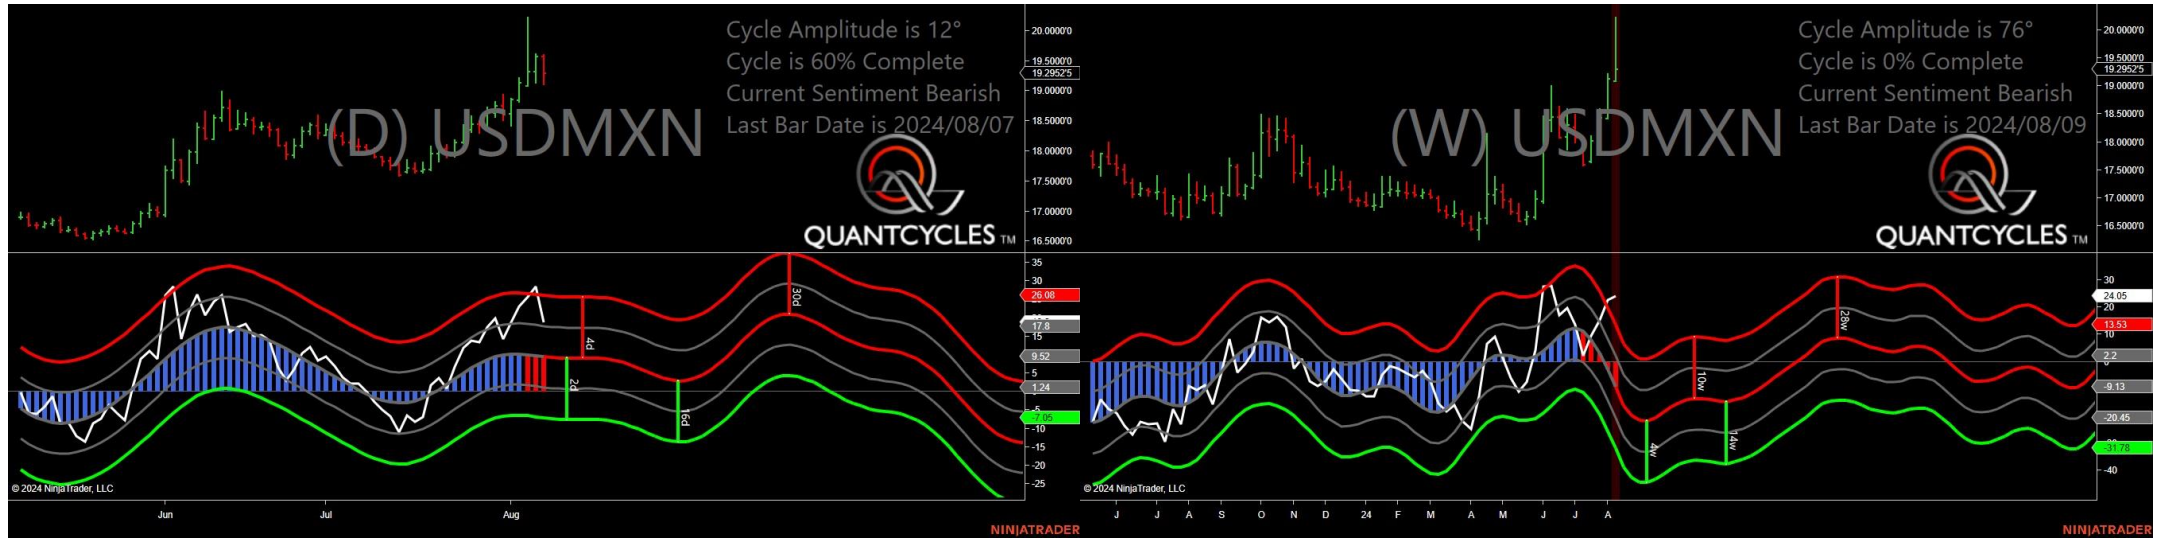 Cycle Amplitude is 12°
Cycle is 60% Complete
Current Sentiment Bearish
Last Bar Date is 2024/08/07
(D) USDMXN
QUANTCYCLES TM
20.0000'0
19.5000'0
19.2952'5
19.0000'0
18.5000'0
18.0000'0
17.5000'0
17.0000'0
16.5000'0
35
30
26.08
17.8
15
9.52
5
1.24
-7.05
-10
-15
-20
-25
4d
2d
16d
30d
© 2024 NinjaTrader, LLC
Jun
Jul
Aug
NINJATRADER
Cycle Amplitude is 76°
Cycle is 0% Complete
Current Sentiment Bearish
Last Bar Date is 2024/08/09
(W) USDMXN
QUANTCYCLES TM
20.0000'0
19.5000'0
19.2952'5
19.0000'0
18.5000'0
18.0000'0
17.5000'0
17.0000'0
16.5000'0
30
24.05
13.53
10
2.2
-9.13
-20.45
-31.78
-40
4w
10w
14w
28w
© 2024 NinjaTrader, LLC
J
J
A
S
O
N
D
24
F
M
A
M
J
J
A
NINJATRADER